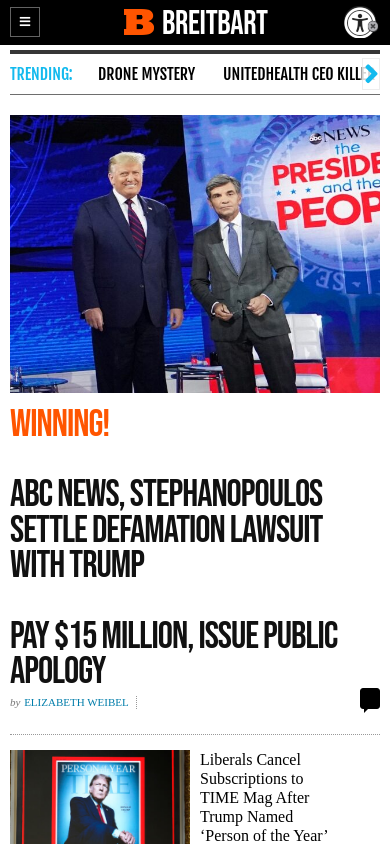 BREITBART
TRENDING:
DRONE MYSTERY
UNITEDHEALTH CEO KILLE
abc NEWS
the
PRESIDE
and the
PEOP
WINNING!
ABC NEWS, STEPHANOPOULOS
SETTLE DEFAMATION LAWSUIT
WITH TRUMP
PAY $15 MILLION, ISSUE PUBLIC
APOLOGY
by ELIZABETH WEIBEL
PERSON OF THE YEAR
TIME
Liberals Cancel
Subscriptions to
TIME Mag After
Trump Named
‘Person of the Year’